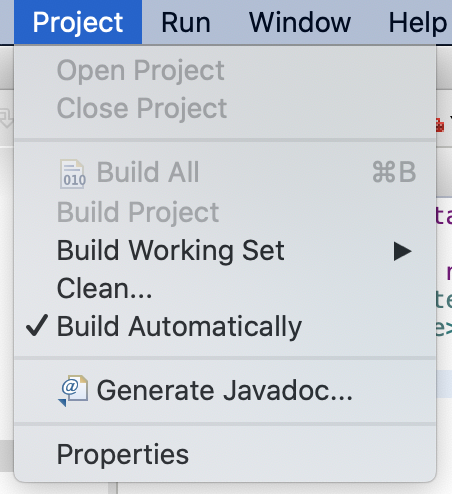 Project Run Window Help
Open Project
Close Project
010 Build All ⌘B
Build Project
Build Working Set ▶
Clean...
✓ Build Automatically
@ Generate Javadoc...
Properties